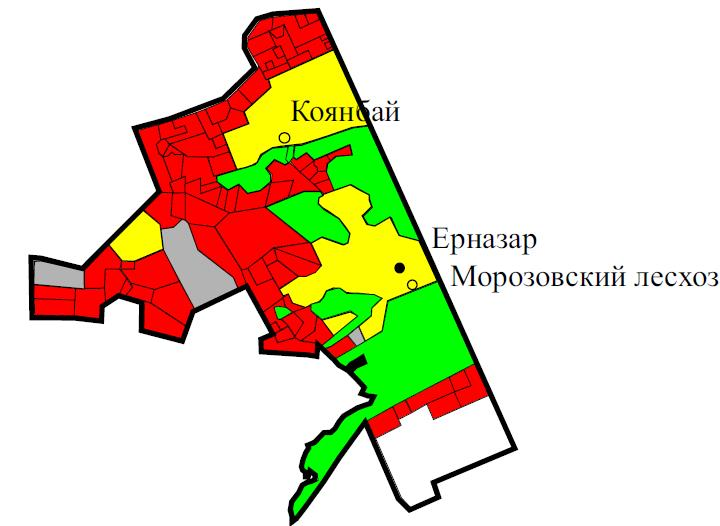 Коянбай
Ерназар
Морозовский лесхоз